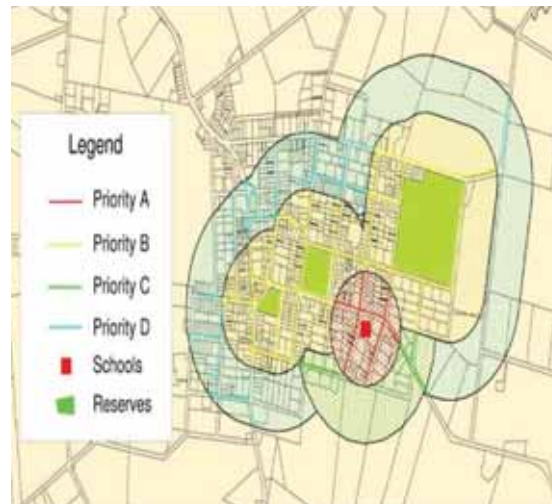 Legend
Priority A
Priority B
Priority C
Priority D
Schools
Reserves